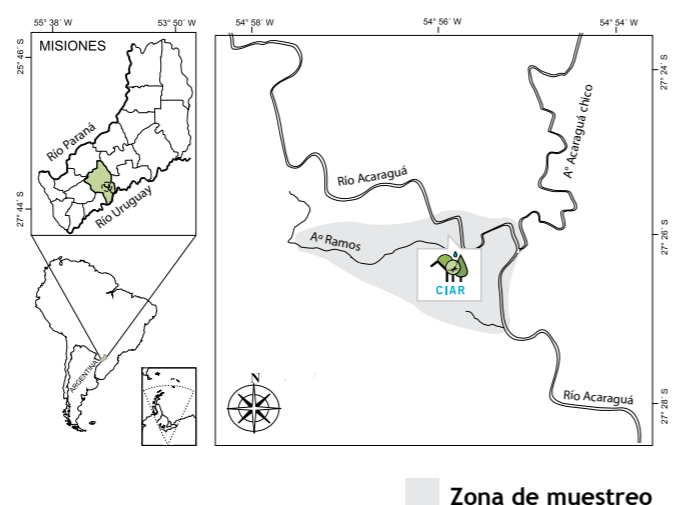 55° 38´ W
53° 50´ W
54° 58´ W
54° 56´ W
54° 54´ W
MISIONES
25° 46´ S
27° 44´ S
Río Paraná
Río Uruguay
27° 24´ S
27° 26´ S
27° 28´ S
Aº Acaraguá chico
Río Acaraguá
Aº Ramos
CIAR
Río Acaraguá
ARGENTINA
N
Zona de muestreo